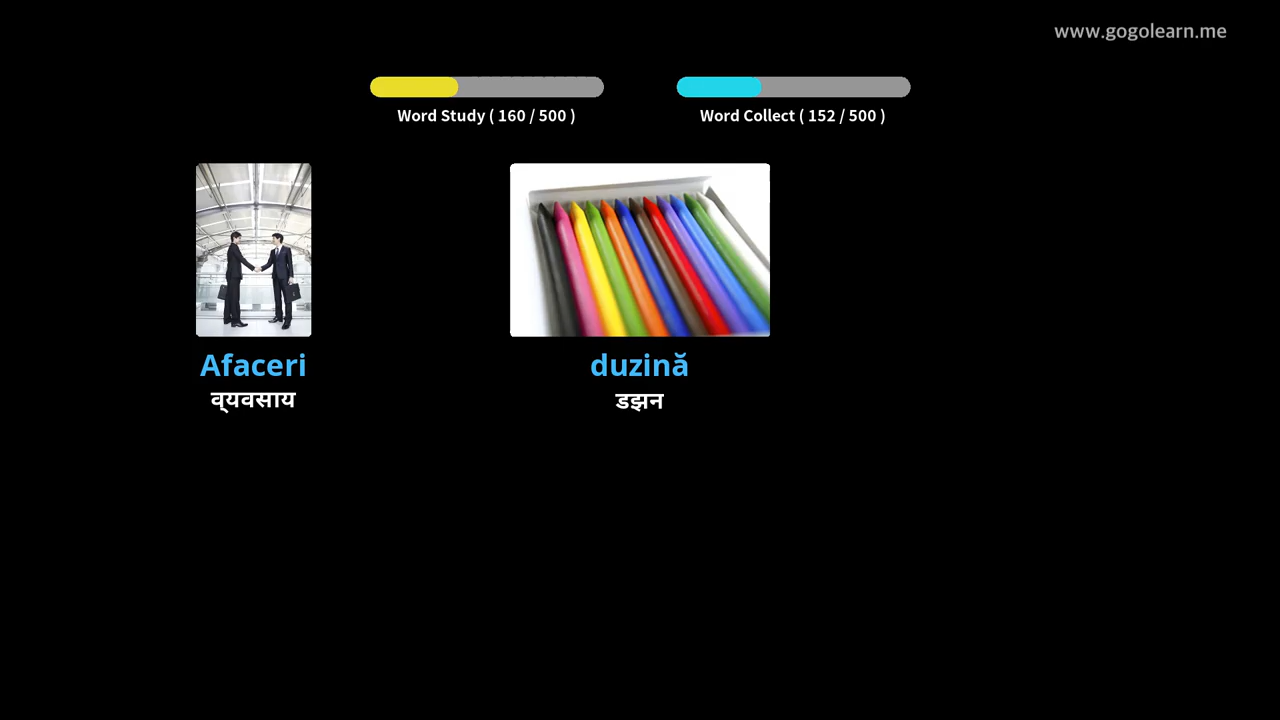 www.gogolearn.me
Word Study ( 160 / 500 )
Word Collect ( 152 / 500 )
Afaceri
व्यवसाय
duzină
डझन